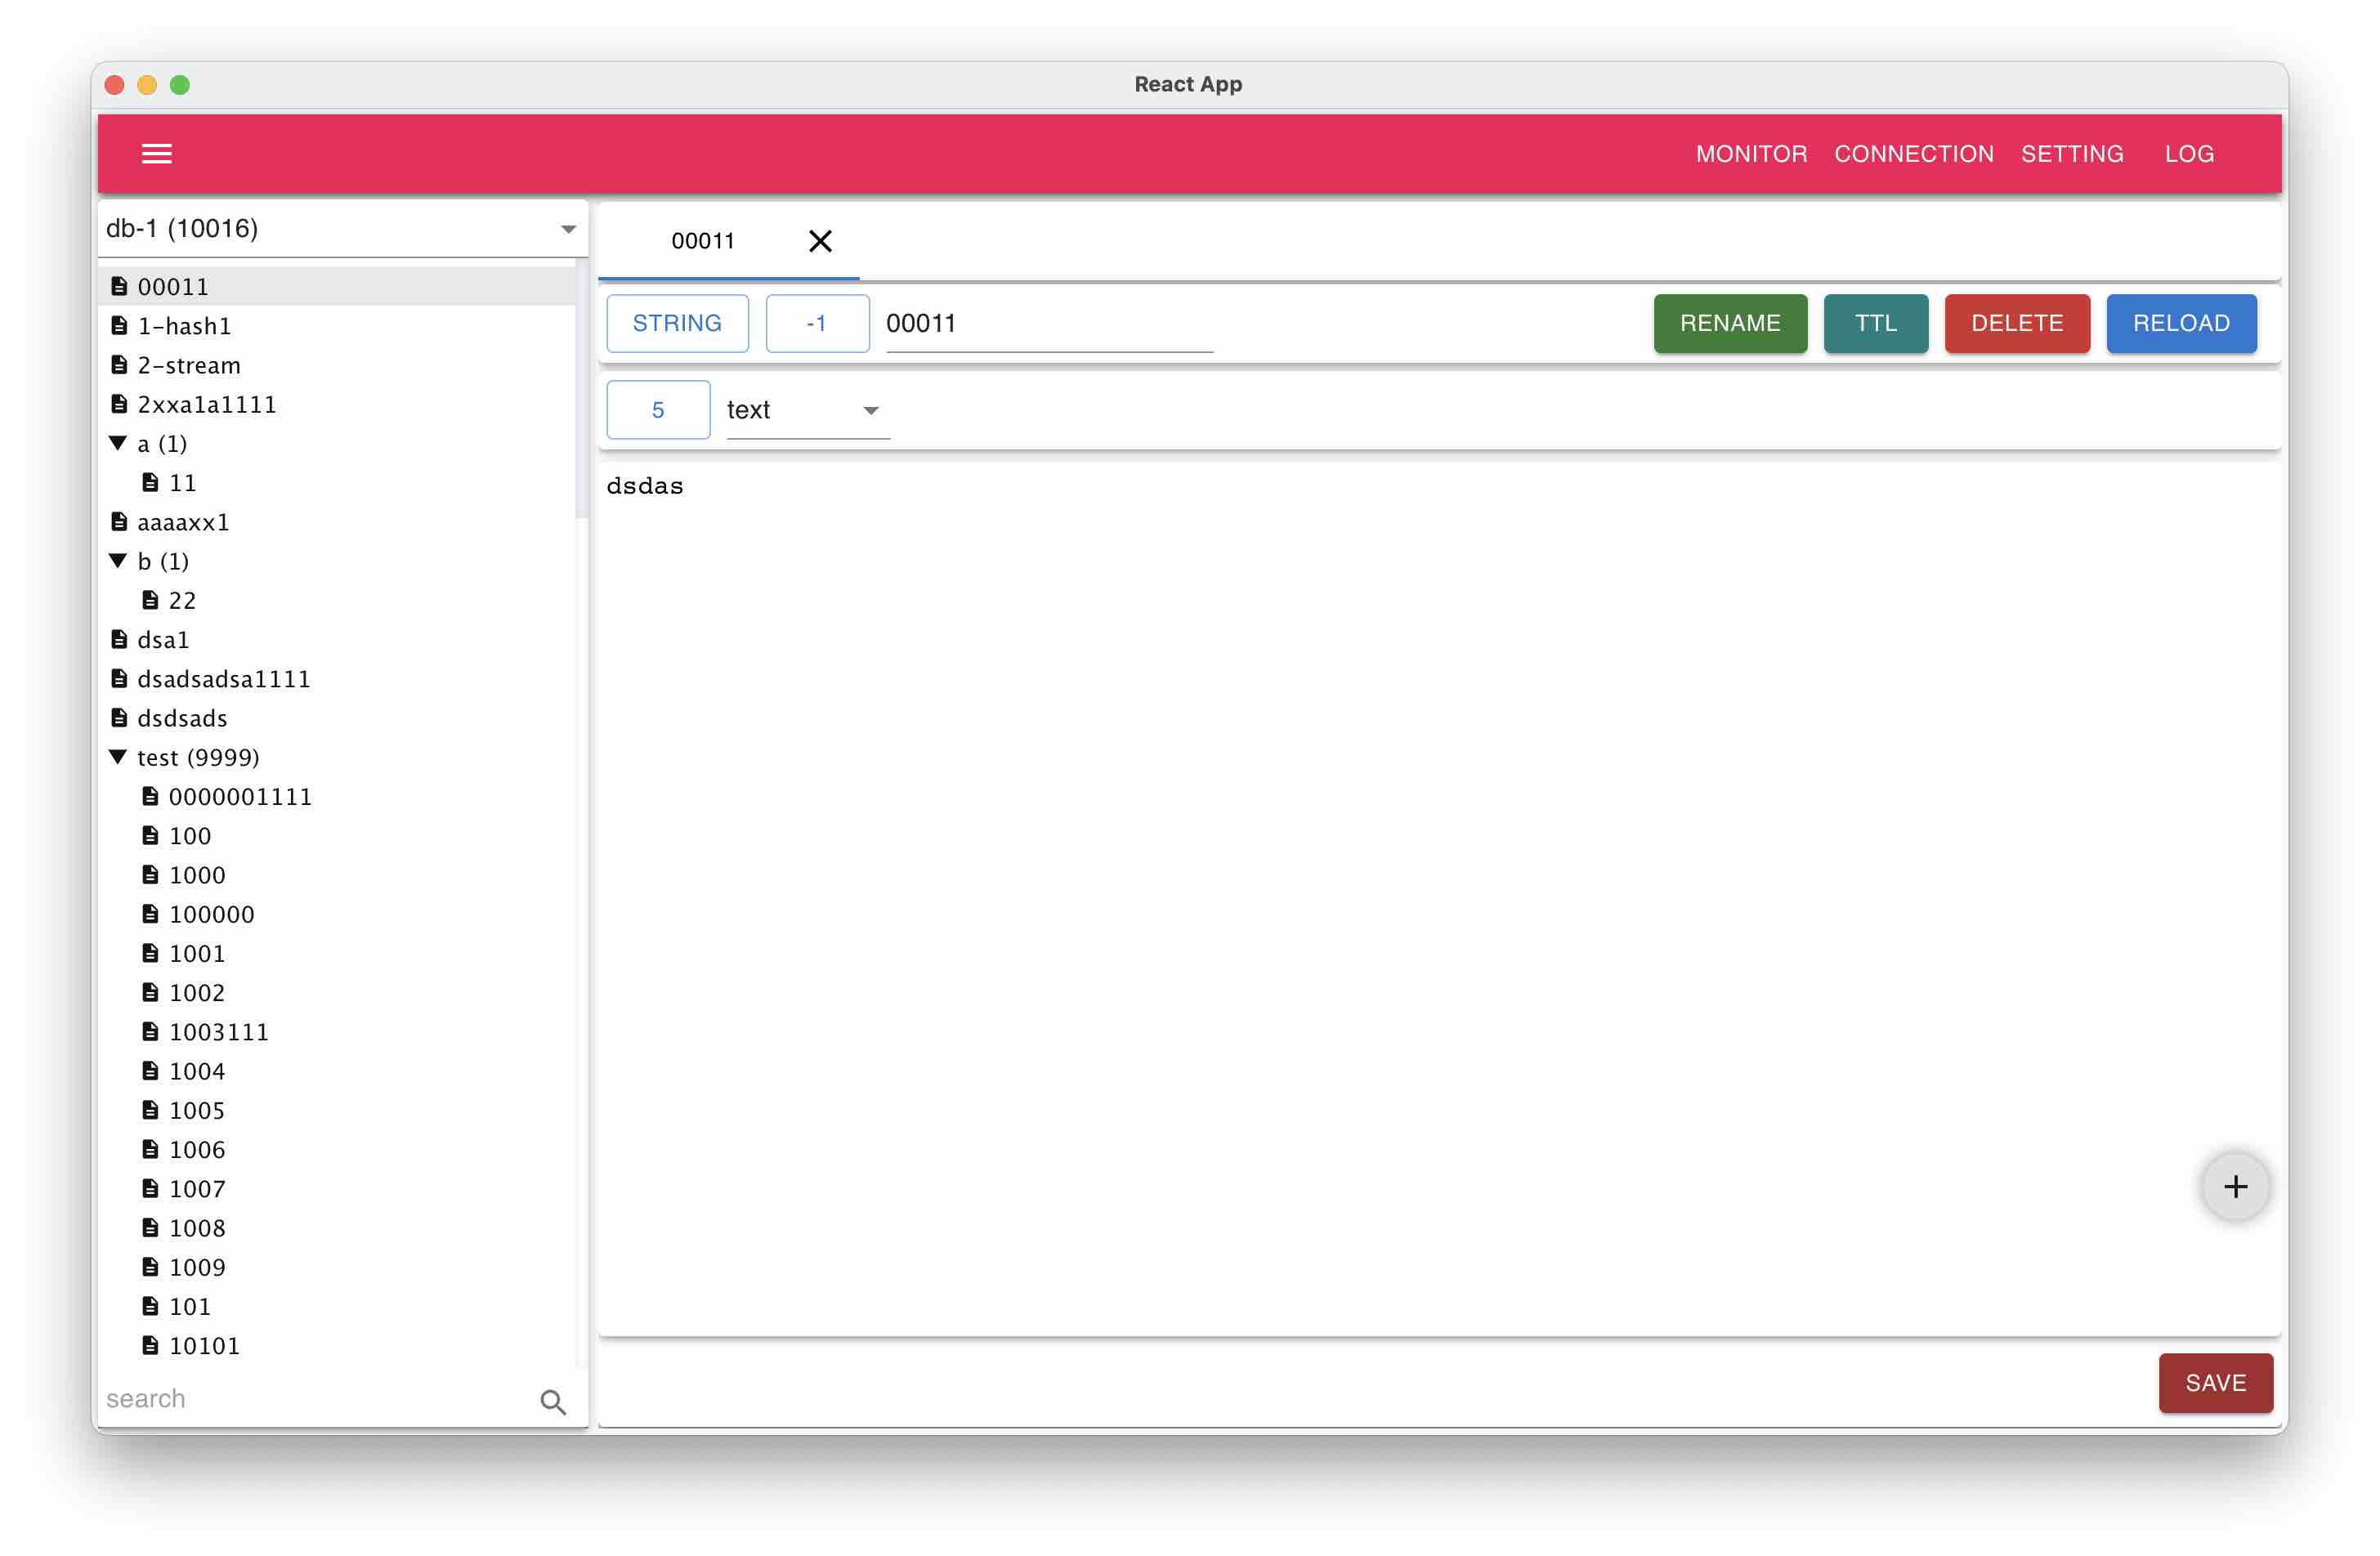 React App
MONITOR CONNECTION SETTING LOG
db-1 (10016)
00011
1-hash1
2-stream
2xxa1a1111
a (1)
11
aaaaxx1
b (1)
22
dsa1
dsadsadsa1111
dsdsads
test (9999)
0000001111
100
1000
100000
1001
1002
1003111
1004
1005
1006
1007
1008
1009
101
10101
search
00011
STRING -1 00011 RENAME TTL DELETE RELOAD
5 text
dsdas
SAVE